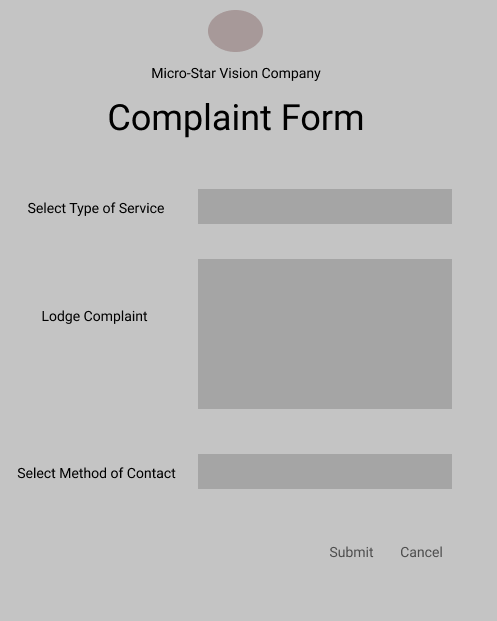 Micro-Star Vision Company
Complaint Form
Select Type of Service
Lodge Complaint
Select Method of Contact
Submit Cancel